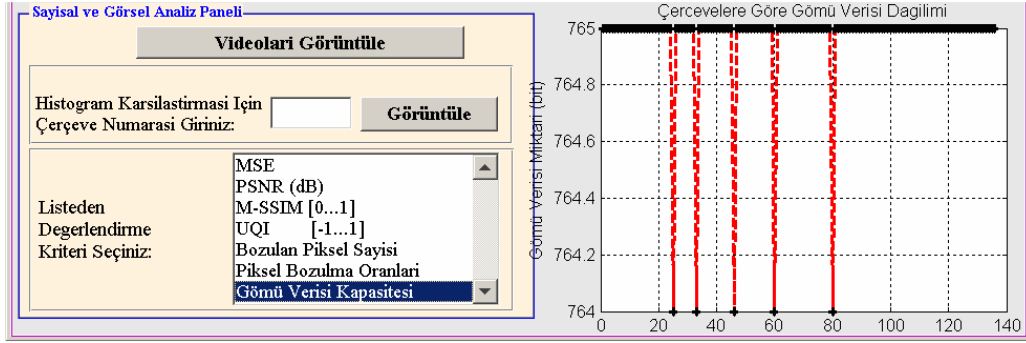 Sayisal ve Görsel Analiz Paneli
Videolari Görüntüle
Histogram Karsilastirmasi Için
Çerçeve Numarasi Giriniz:
Görüntüle
Listeden
Degerlendirme
Kriteri Seçiniz:
MSE
PSNR (dB)
M-SSIM [0...1]
UQI [-1...1]
Bozulan Piksel Sayisi
Piksel Bozulma Oranlari
Gömü Verisi Kapasitesi
Çercevelere Göre Gömü Verisi Dagilimi
Gömü Verisi Miktari (bit)
765
764.8
764.6
764.4
764.2
764
0 20 40 60 80 100 120 140